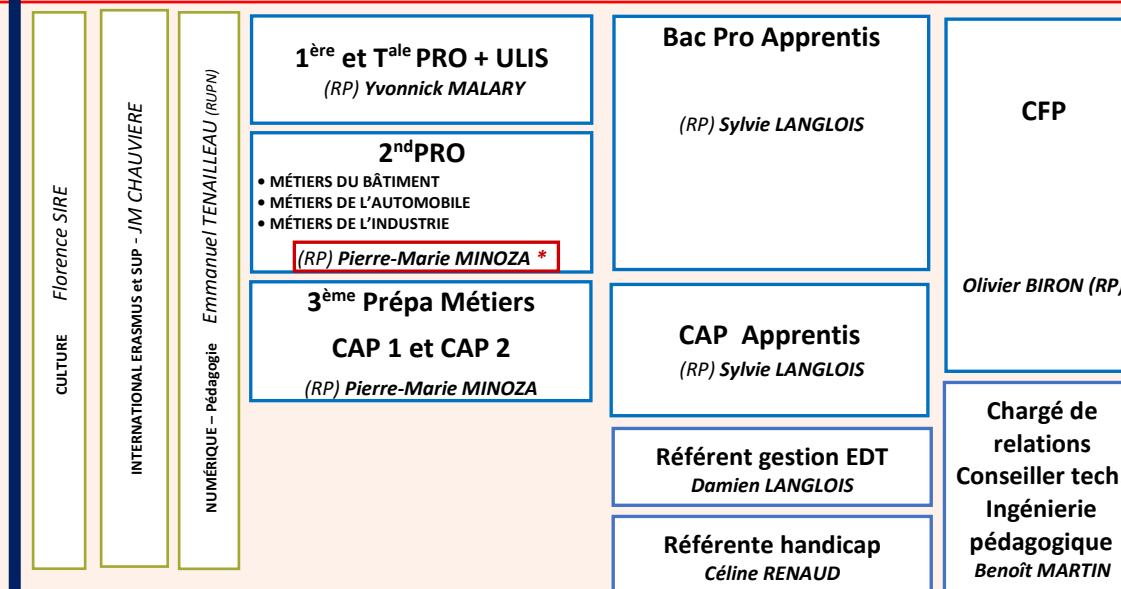 CULTURE Florence SIRE
INTERNATIONAL ERASMUS et SUP - JM CHAUVIERE
NUMÉRIQUE – Pédagogie Emmanuel TENAILLEAU (RUPN)
1ère et Tale PRO + ULIS
(RP) Yvonnick MALARY
2ndPRO
• MÉTIERS DU BÂTIMENT
• MÉTIERS DE L'AUTOMOBILE
• MÉTIERS DE L'INDUSTRIE
(RP) Pierre-Marie MINOZA *
3ème Prépa Métiers
CAP 1 et CAP 2
(RP) Pierre-Marie MINOZA
Bac Pro Apprentis
(RP) Sylvie LANGLOIS
CAP Apprentis
(RP) Sylvie LANGLOIS
Référent gestion EDT
Damien LANGLOIS
Référente handicap
Céline RENAUD
CFP
Olivier BIRON (RP)
Chargé de
relations
Conseiller tech
Ingénierie
pédagogique
Benoît MARTIN